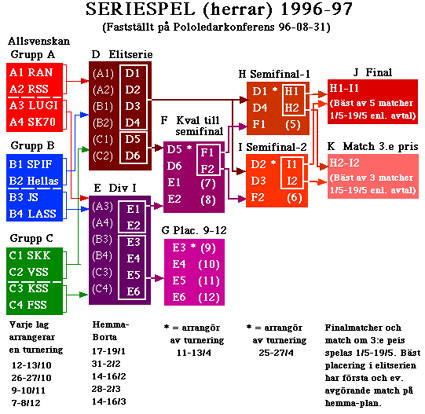 SERIESPEL (herrar) 1996-97
(Fastställt på Pololedarkonferens 96-08-31)
Allsvenskan
Grupp A
A1 RAN
A2 RSS
A3 LUGI
A4 SK70
Grupp B
B1 SPIF
B2 Hellas
B3 JS
B4 LASS
Grupp C
C1 SKK
C2 VSS
C3 KSS
C4 FSS
Varje lag
arrangerar
en turnering
12-13/10
26-27/10
9-10/11
7-8/12
D Elitserie
(A1) D1
(A2) D2
(B1) D3
(B2) D4
(C1) D5
(C2) D6
E Div I
(A3) E1
(A4) E2
(B3) E3
(B4) E4
(C3) E5
(C4) E6
Hemma-
Borta
17-19/1
31-2/2
14-16/2
28-2/3
14-16/3
F Kval till
semifinal
D5 * F1
D6 F2
E1 (7)
E2 (8)
G Plac. 9-12
E3 * (9)
E4 (10)
E5 (11)
E6 (12)
* = arrangör
av turnering
11-13/4
H Semifinal-1
D1 * H1
D4 H2
F1 (5)
I Semifinal-2
D2 * I1
D3 I2
F2 (6)
* = arrangör
av turnering
25-27/4
J Final
H1-I1
(Bäst av 5 matcher
1/5-19/5 enl. avtal)
K Match 3.e pris
H2-I2
(Bäst av 3 matcher
1/5-19/5 enl. avtal)
Finalmatcher och
match om 3:e peis
spelas 1/5-19/5. Bäst
placering i elitserien
har första och ev.
avgörande match på
hemma-plan.